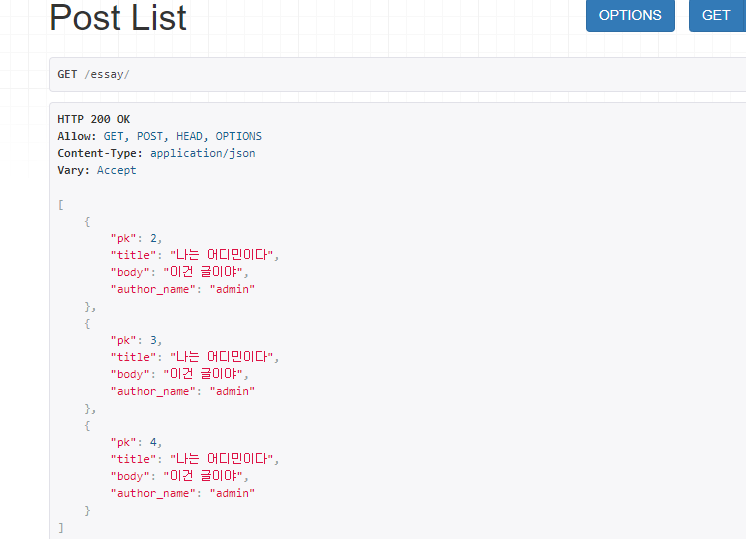 Post List
OPTIONS
GET
GET /essay/
HTTP 200 OK
Allow: GET, POST, HEAD, OPTIONS
Content-Type: application/json
Vary: Accept
[
{
"pk": 2,
"title": "나는 어디민이다",
"body": "이건 글이야",
"author_name": "admin"
},
{
"pk": 3,
"title": "나는 어디민이다",
"body": "이건 글이야",
"author_name": "admin"
},
{
"pk": 4,
"title": "나는 어디민이다",
"body": "이건 글이야",
"author_name": "admin"
}
]